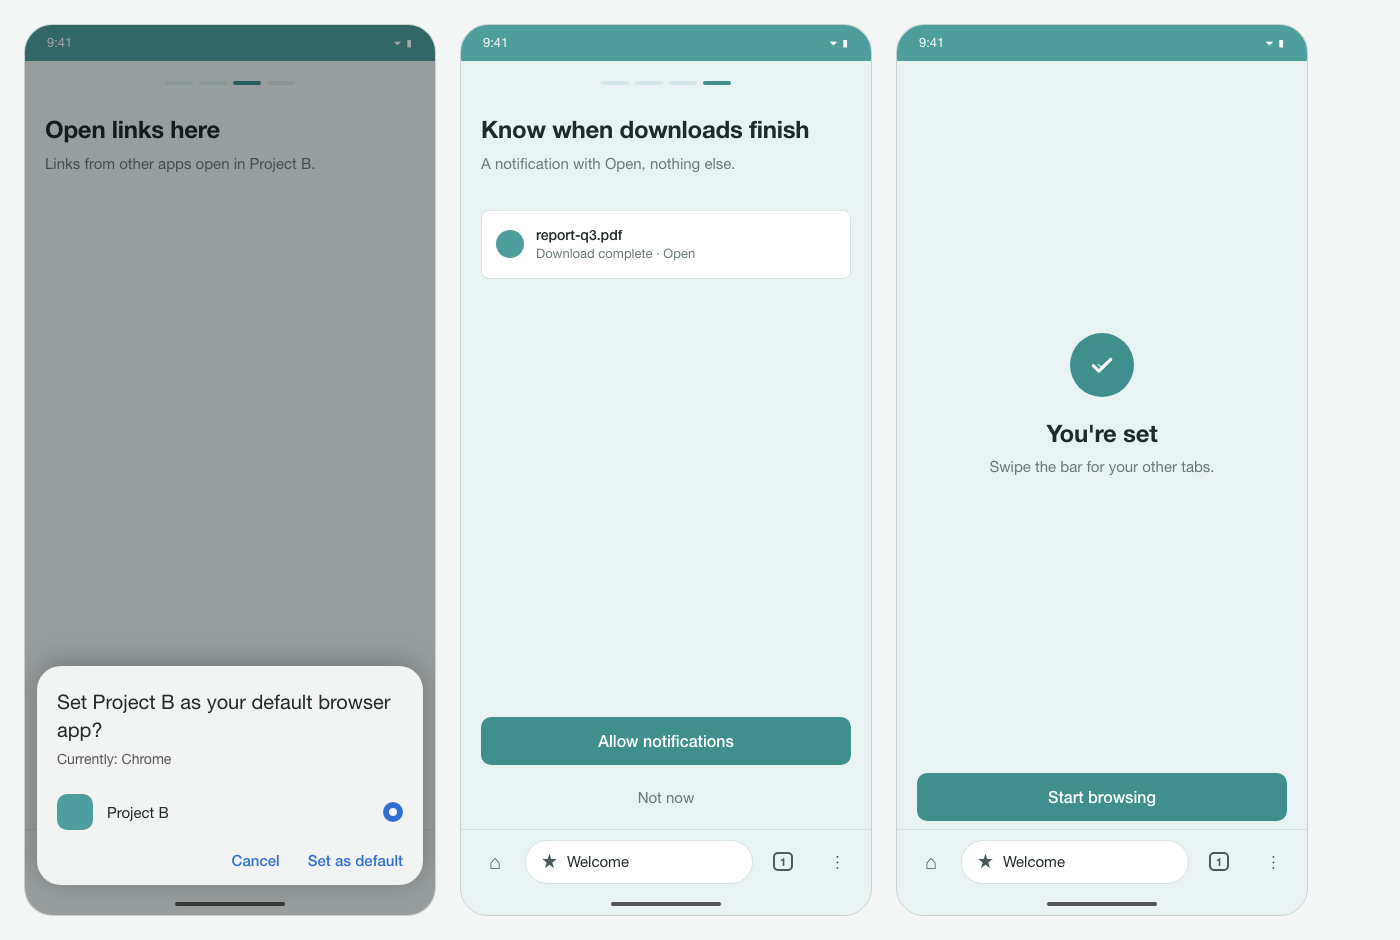 9:41
Open links here
Links from other apps open in Project B.
Set Project B as your default browser
app?
Currently: Chrome
Project B
Cancel
Set as default
9:41
Know when downloads finish
A notification with Open, nothing else.
report-q3.pdf
Download complete · Open
Allow notifications
Not now
Welcome
1
9:41
You're set
Swipe the bar for your other tabs.
Start browsing
Welcome
1